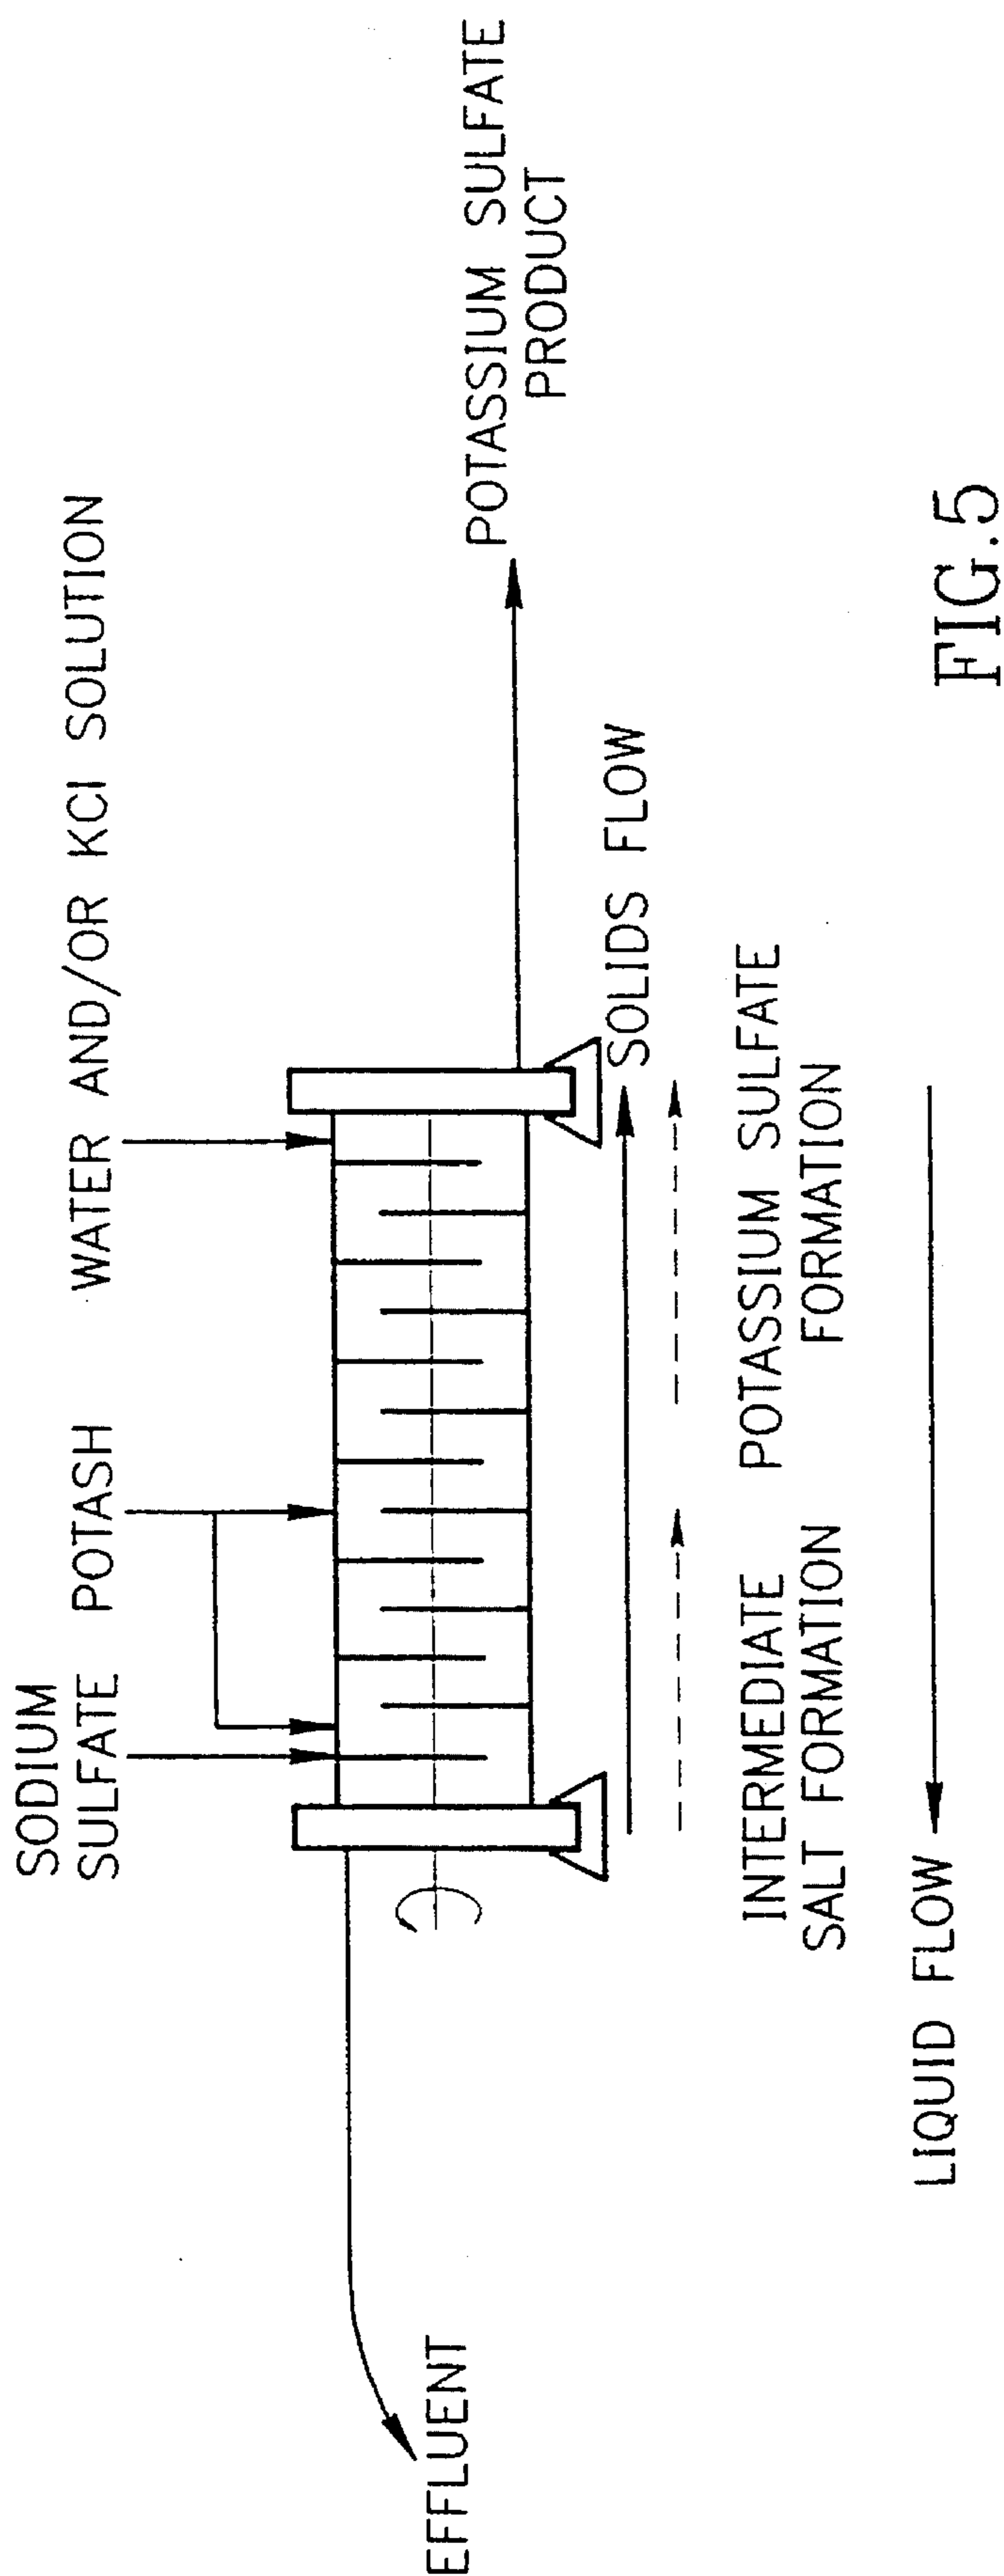 SODIUM
SULFATE
POTASH
WATER AND/OR KCl SOLUTION
EFFLUENT
POTASSIUM SULFATE
PRODUCT
SOLIDS FLOW
INTERMEDIATE
SALT FORMATION
POTASSIUM SULFATE
FORMATION
LIQUID FLOW
FIG.5